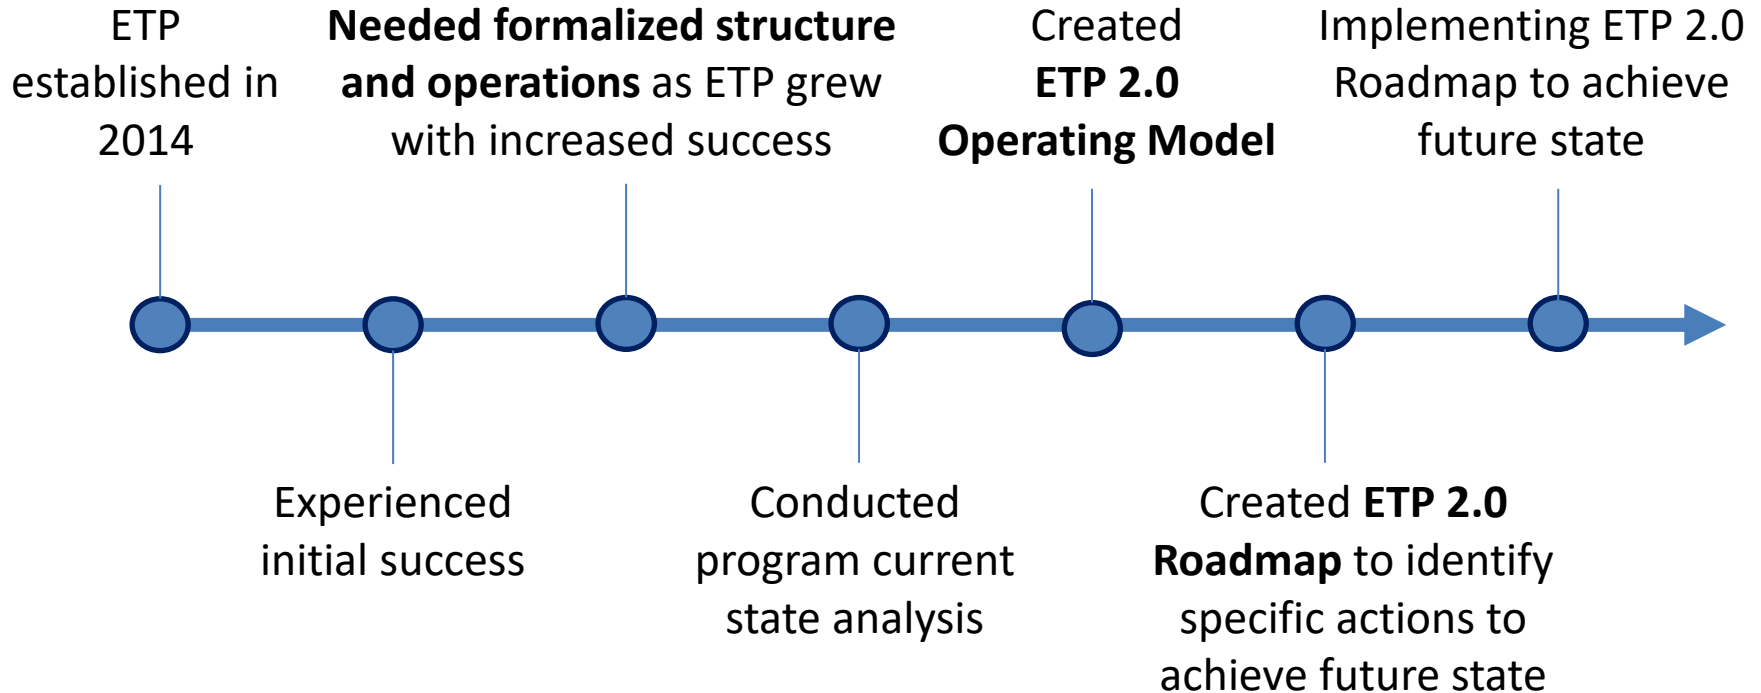 ETP
established in
2014
Needed formalized structure
and operations as ETP grew
with increased success
Created
ETP 2.0
Operating Model
Implementing ETP 2.0
Roadmap to achieve
future state
Experienced
initial success
Conducted
program current
state analysis
Created ETP 2.0
Roadmap to identify
specific actions to
achieve future state